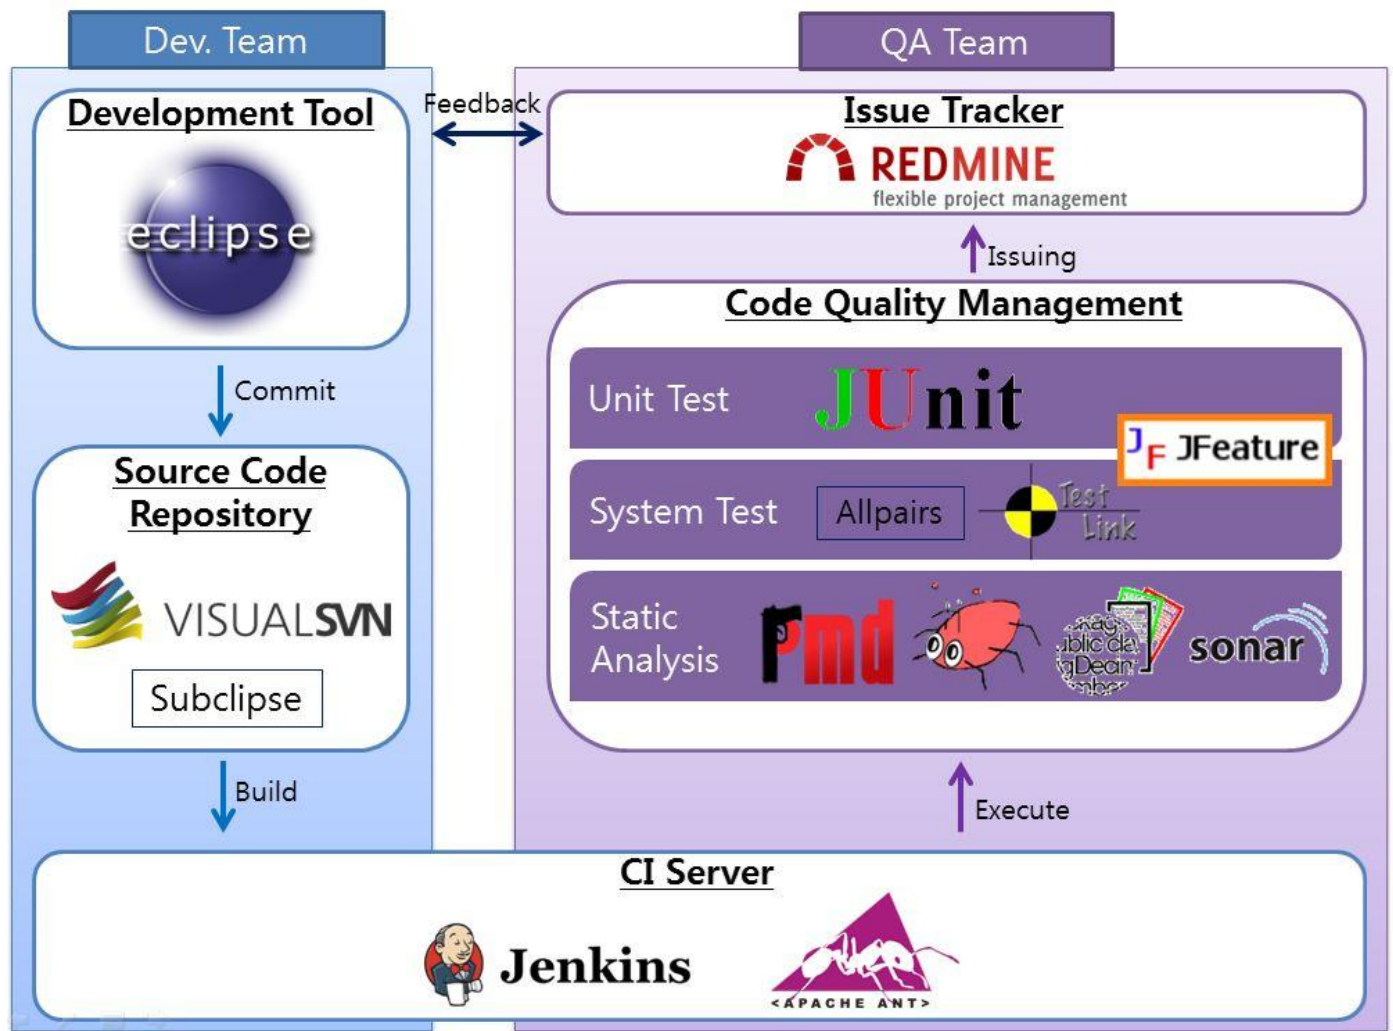 Dev. Team
QA Team
Development Tool
eclipse
Feedback
Issue Tracker
REDMINE
flexible project management
Issuing
Commit
Code Quality Management
Unit Test
JUnit
JF JFeature
System Test
Allpairs
Test
Link
Static
Analysis
Pmd
sonar
Source Code
Repository
VISUALSVN
Subclipse
Build
Execute
CI Server
Jenkins
<APACHE ANT>